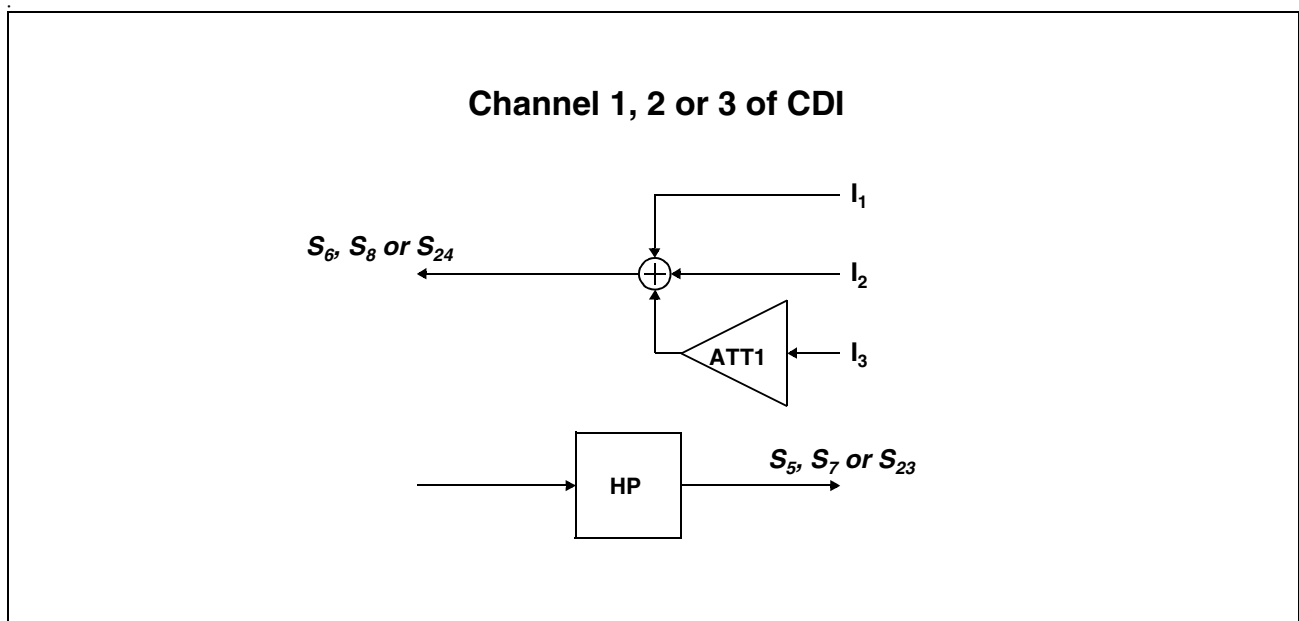 .
Channel 1, 2 or 3 of CDI
I₁
S₆, S₈ or S₂₄
I₂
ATT1
I₃
S₅, S₇ or S₂₃
HP